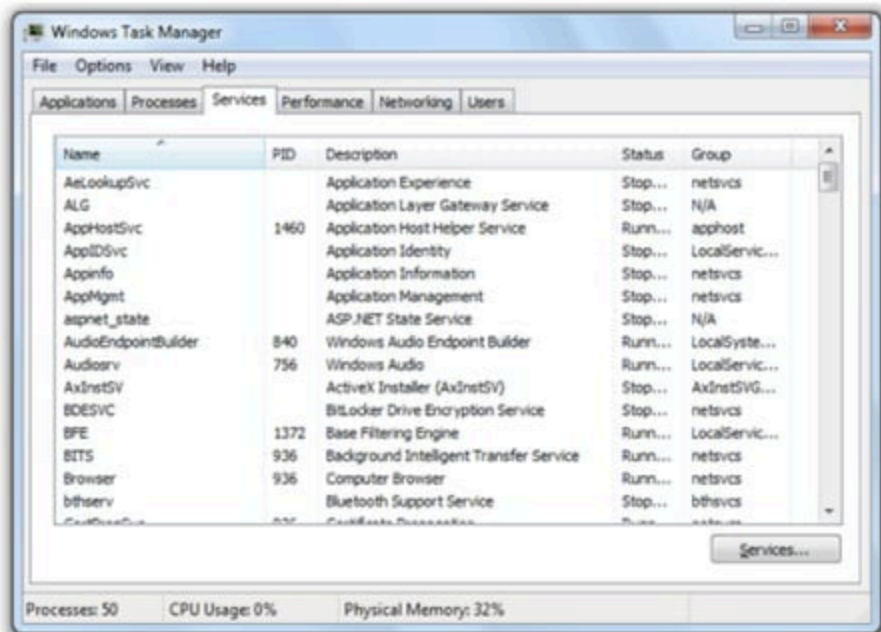 Windows Task Manager
File Options View Help
Applications Processes Services Performance Networking Users
Name PID Description Status Group
AeLookupSvc Application Experience Stop... netsvcs
ALG Application Layer Gateway Service Stop... N/A
AppHostSvc 1460 Application Host Helper Service Runn... apphost
AppIDSvc Application Identity Stop... LocalServic...
Appinfo Application Information Stop... netsvcs
AppMgmt Application Management Stop... netsvcs
aspnet_state ASP.NET State Service Stop... N/A
AudioEndpointBuilder 840 Windows Audio Endpoint Builder Runn... LocalSyste...
Audiosrv 756 Windows Audio Runn... LocalServic...
AxInstSV ActiveX Installer (AxInstSV) Stop... AxInstSVG...
BDESVC BitLocker Drive Encryption Service Stop... netsvcs
BFE 1372 Base Filtering Engine Runn... LocalServic...
BITS 936 Background Intelligent Transfer Service Runn... netsvcs
Browser 936 Computer Browser Runn... netsvcs
bthserv Bluetooth Support Service Stop... bthsvcs
Services...
Processes: 50 CPU Usage: 0% Physical Memory: 32%